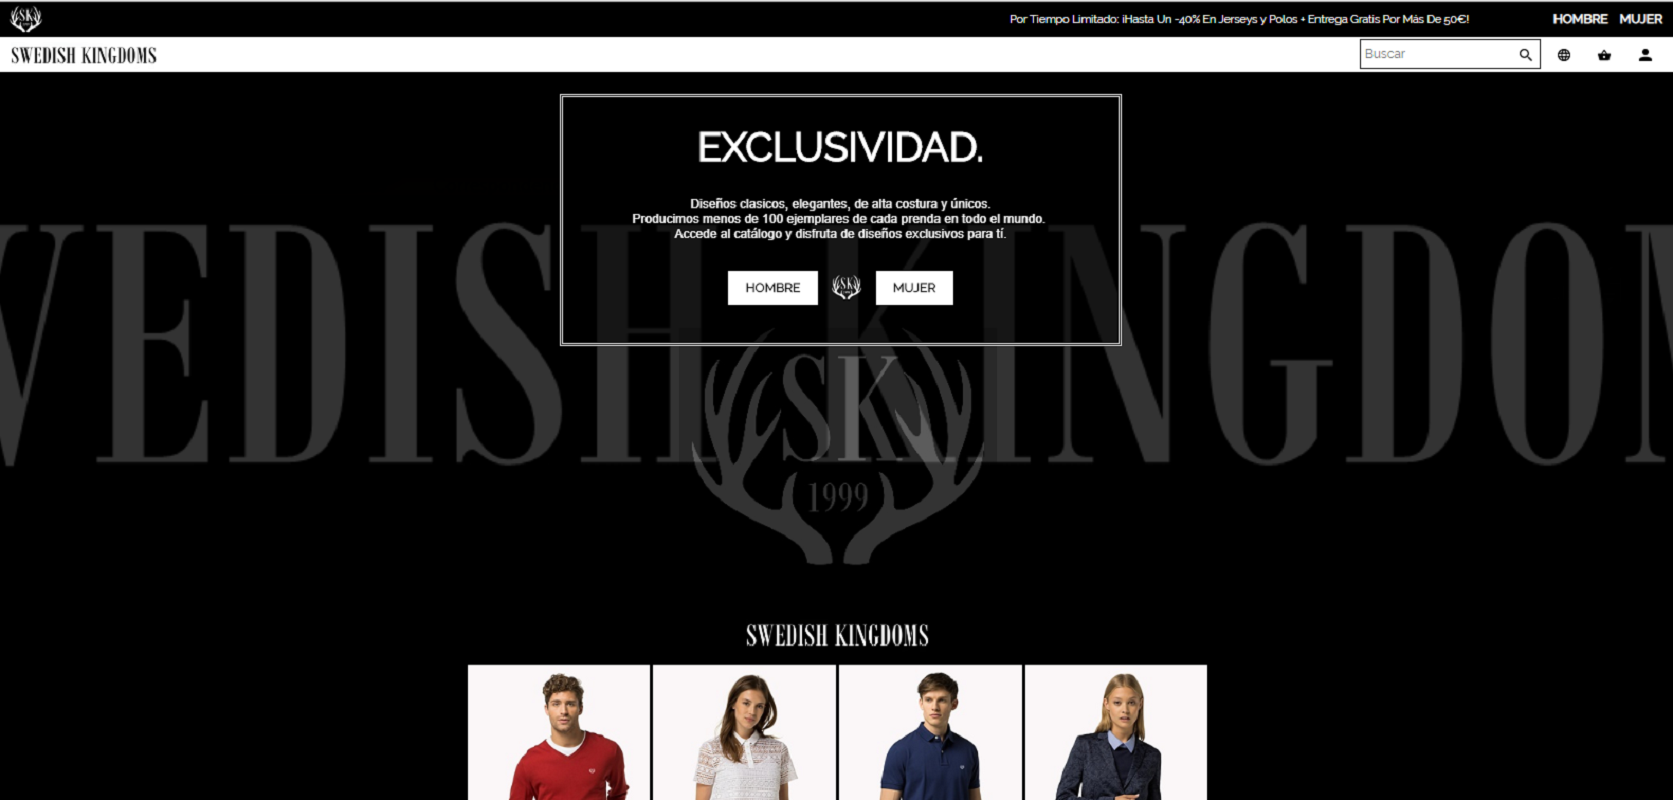 SK
Por Tiempo Limitado: ¡Hasta Un -40% En Jerseys y Polos + Entrega Gratis Por Más De 50€!
HOMBRE MUJER
SWEDISH KINGDOMS
Buscar
EXCLUSIVIDAD.
Diseños clasicos, elegantes, de alta costura y únicos.
Producimos menos de 100 ejemplares de cada prenda en todo el mundo.
Accede al catálogo y disfruta de diseños exclusivos para tí.
HOMBRE SK MUJER
WEDISH KINGDOM
SK
1999
SWEDISH KINGDOMS